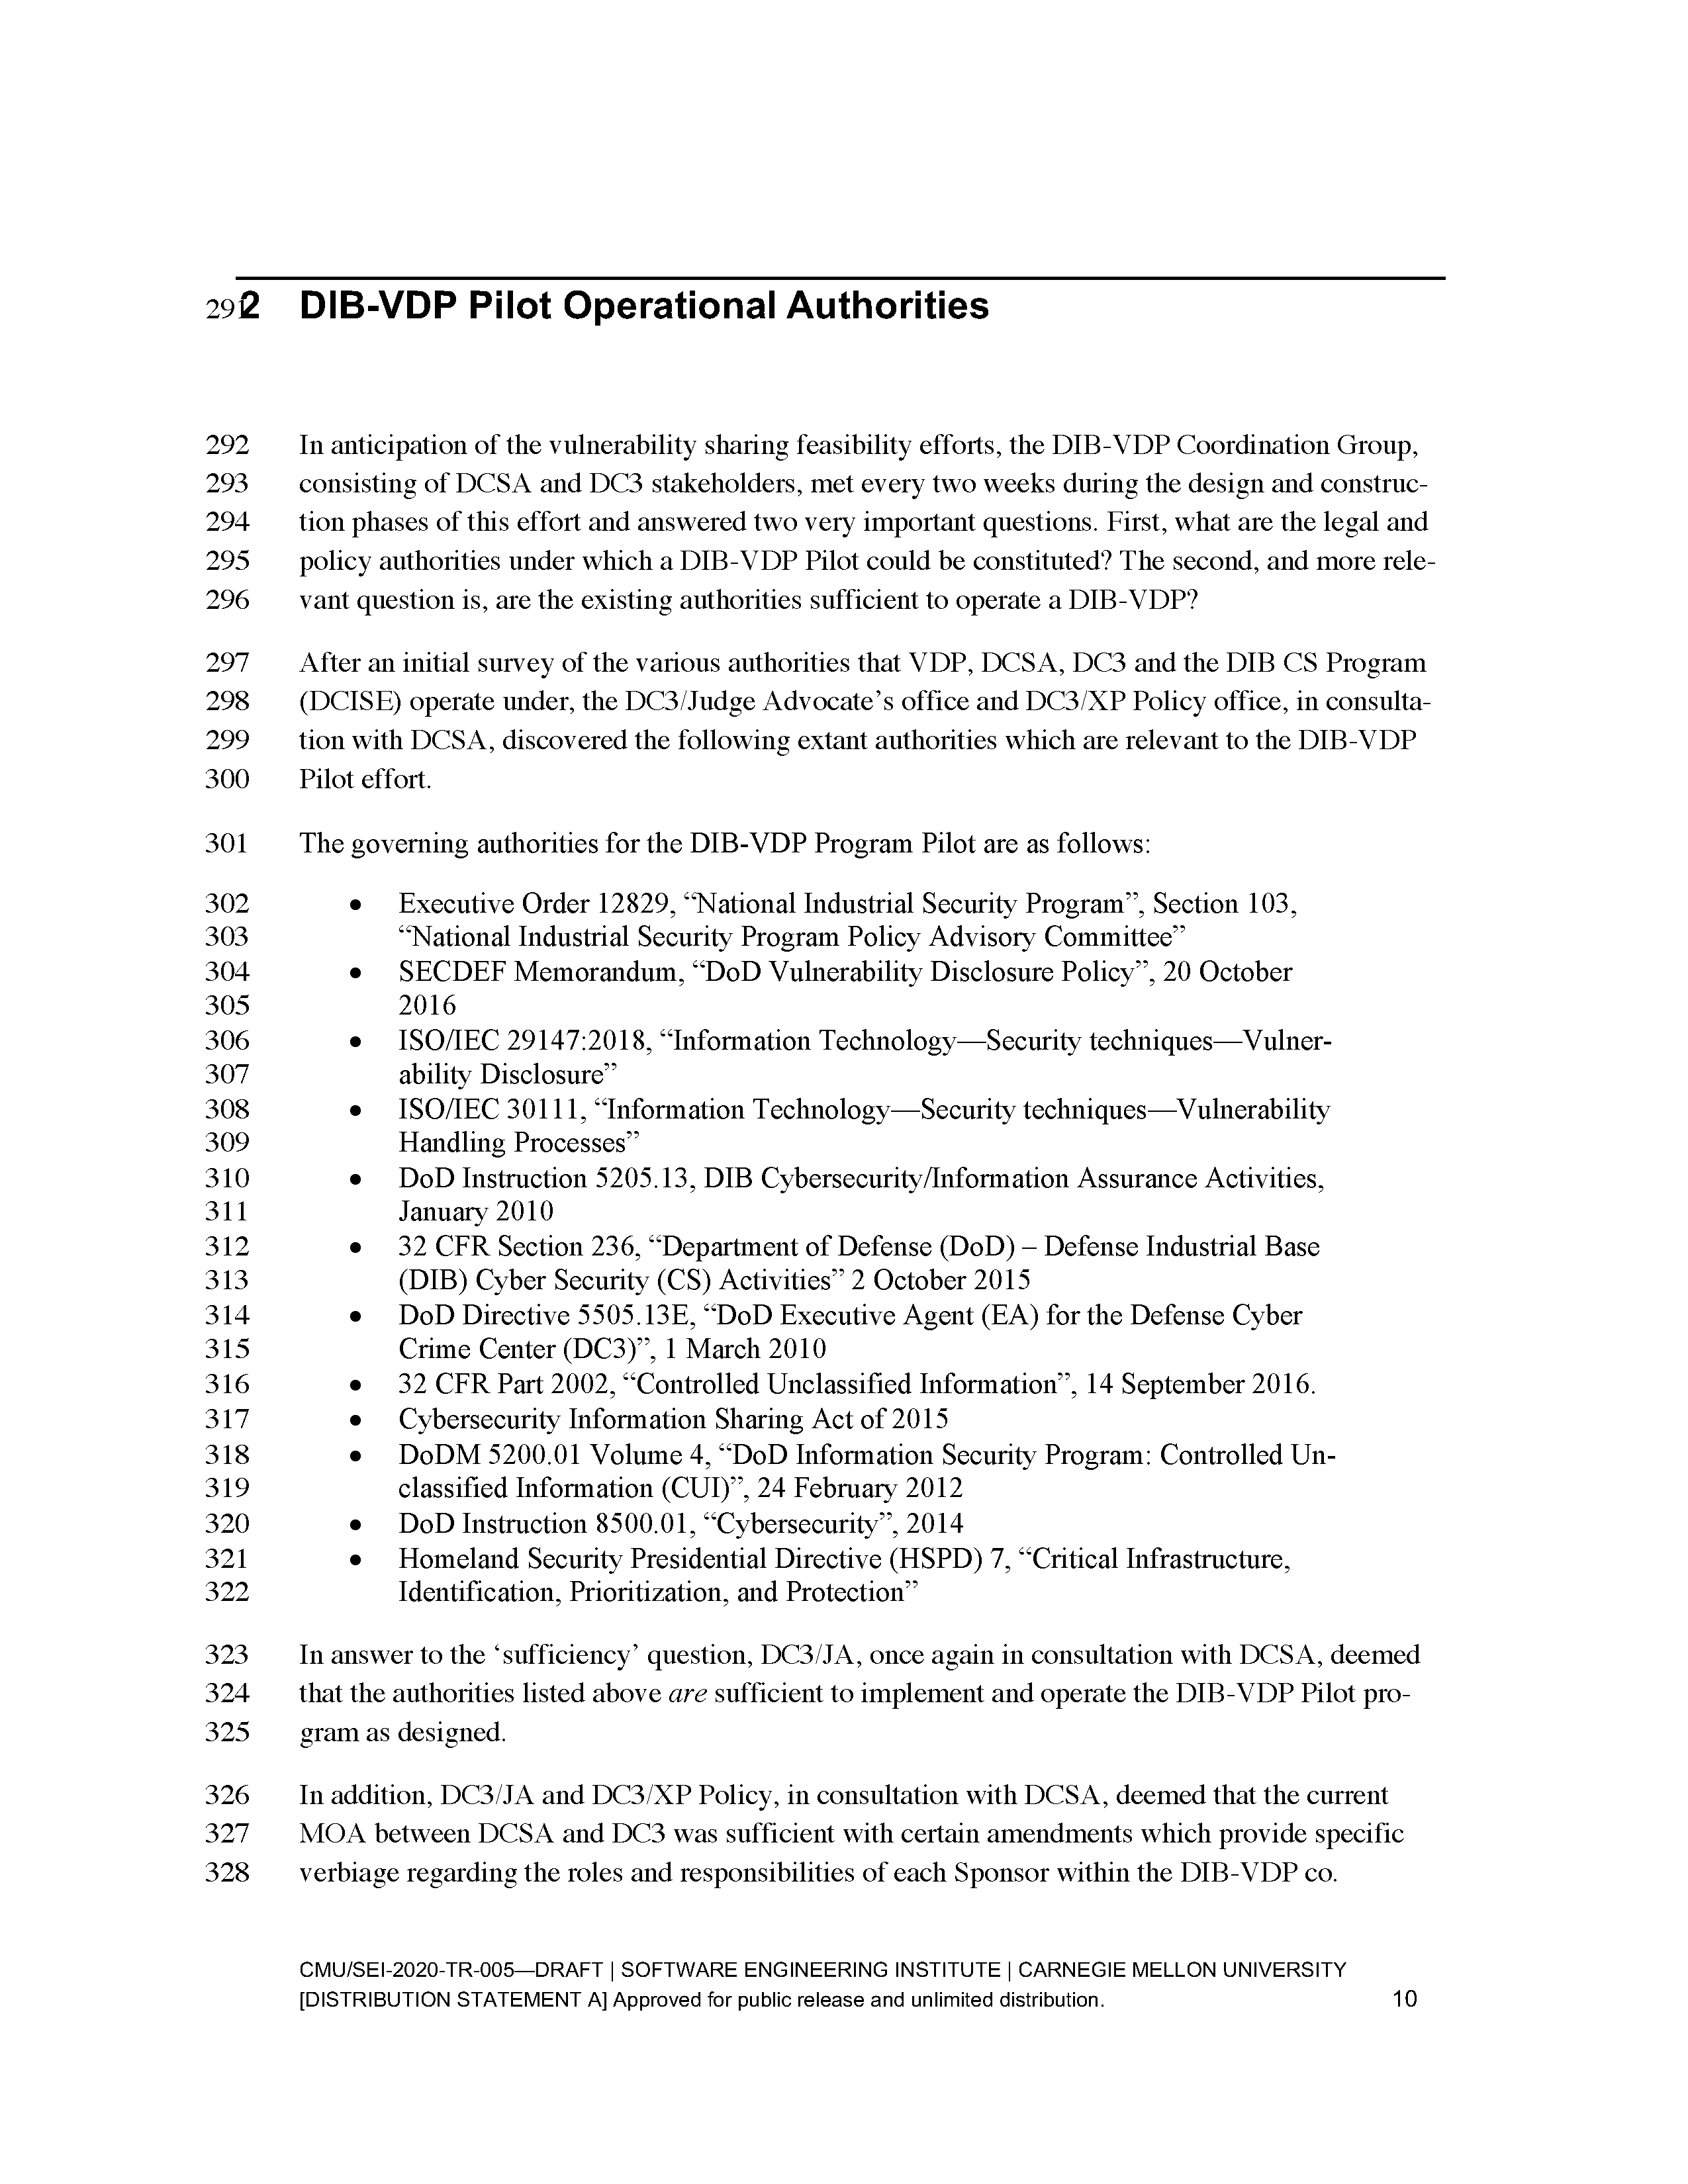 291 2 DIB-VDP Pilot Operational Authorities
292 In anticipation of the vulnerability sharing feasibility efforts, the DIB-VDP Coordination Group,
293 consisting of DCSA and DC3 stakeholders, met every two weeks during the design and construc-
294 tion phases of this effort and answered two very important questions. First, what are the legal and
295 policy authorities under which a DIB-VDP Pilot could be constituted? The second, and more rele-
296 vant question is, are the existing authorities sufficient to operate a DIB-VDP?
297 After an initial survey of the various authorities that VDP, DCSA, DC3 and the DIB CS Program
298 (DCISE) operate under, the DC3/Judge Advocate’s office and DC3/XP Policy office, in consulta-
299 tion with DCSA, discovered the following extant authorities which are relevant to the DIB-VDP
300 Pilot effort.
301 The governing authorities for the DIB-VDP Program Pilot are as follows:
302 • Executive Order 12829, “National Industrial Security Program”, Section 103,
303 “National Industrial Security Program Policy Advisory Committee”
304 • SECDEF Memorandum, “DoD Vulnerability Disclosure Policy”, 20 October
305 2016
306 • ISO/IEC 29147:2018, “Information Technology—Security techniques—Vulner-
307 ability Disclosure”
308 • ISO/IEC 30111, “Information Technology—Security techniques—Vulnerability
309 Handling Processes”
310 • DoD Instruction 5205.13, DIB Cybersecurity/Information Assurance Activities,
311 January 2010
312 • 32 CFR Section 236, “Department of Defense (DoD) – Defense Industrial Base
313 (DIB) Cyber Security (CS) Activities” 2 October 2015
314 • DoD Directive 5505.13E, “DoD Executive Agent (EA) for the Defense Cyber
315 Crime Center (DC3)”, 1 March 2010
316 • 32 CFR Part 2002, “Controlled Unclassified Information”, 14 September 2016.
317 • Cybersecurity Information Sharing Act of 2015
318 • DoDM 5200.01 Volume 4, “DoD Information Security Program: Controlled Un-
319 classified Information (CUI)”, 24 February 2012
320 • DoD Instruction 8500.01, “Cybersecurity”, 2014
321 • Homeland Security Presidential Directive (HSPD) 7, “Critical Infrastructure,
322 Identification, Prioritization, and Protection”
323 In answer to the ‘sufficiency’ question, DC3/JA, once again in consultation with DCSA, deemed
324 that the authorities listed above are sufficient to implement and operate the DIB-VDP Pilot pro-
325 gram as designed.
326 In addition, DC3/JA and DC3/XP Policy, in consultation with DCSA, deemed that the current
327 MOA between DCSA and DC3 was sufficient with certain amendments which provide specific
328 verbiage regarding the roles and responsibilities of each Sponsor within the DIB-VDP co.
CMU/SEI-2020-TR-005—DRAFT | SOFTWARE ENGINEERING INSTITUTE | CARNEGIE MELLON UNIVERSITY
[DISTRIBUTION STATEMENT A] Approved for public release and unlimited distribution. 10